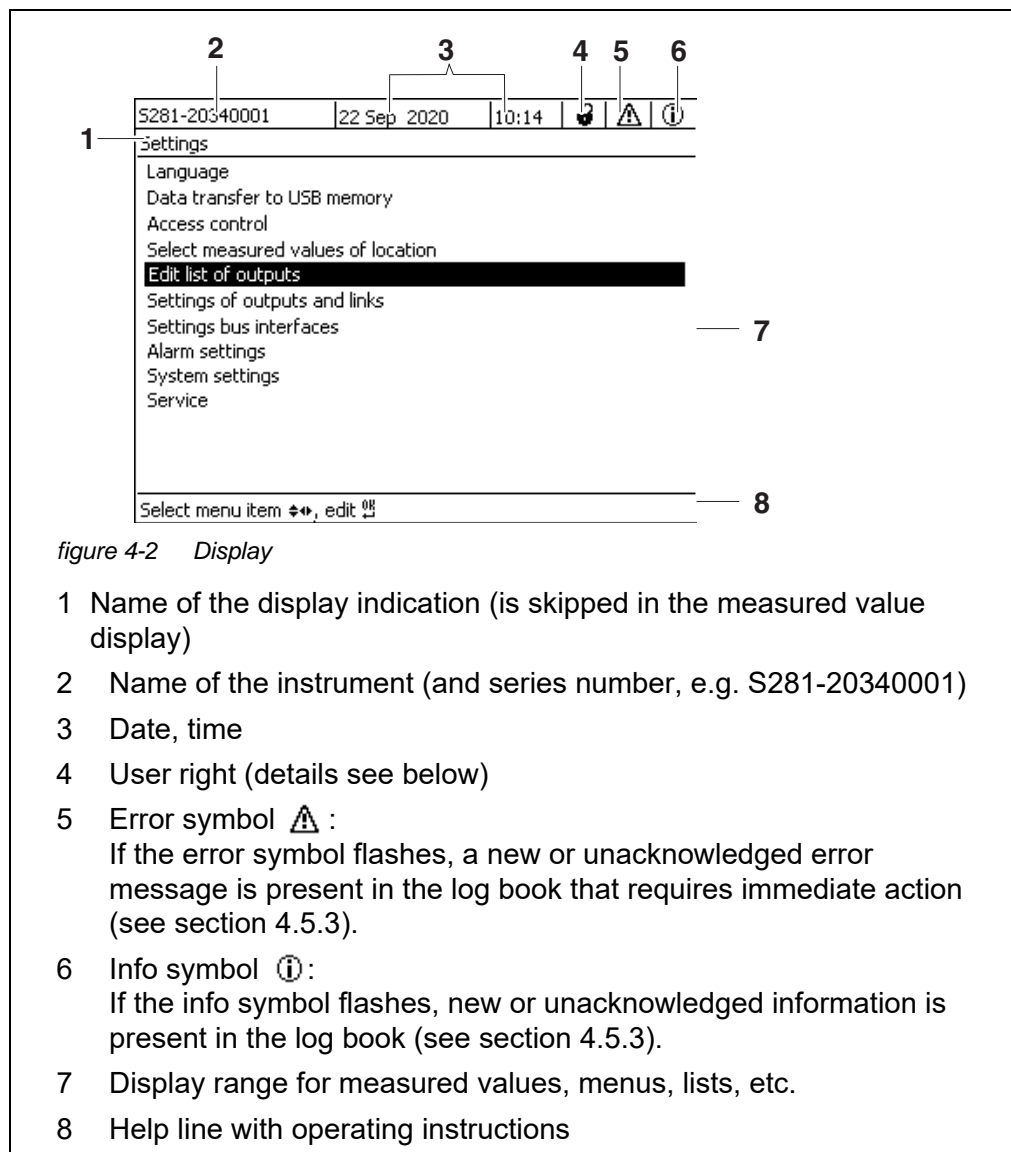 2 3 4 5 6
S281-20340001 22 Sep 2020 10:14
1
Settings
Language
Data transfer to USB memory
Access control
Select measured values of location
Edit list of outputs
Settings of outputs and links
Settings bus interfaces
7
Alarm settings
System settings
Service
8
Select menu item , edit OK
figure 4-2 Display
1 Name of the display indication (is skipped in the measured value
display)
2 Name of the instrument (and series number, e.g. S281-20340001)
3 Date, time
4 User right (details see below)
5 Error symbol ⚠ :
If the error symbol flashes, a new or unacknowledged error
message is present in the log book that requires immediate action
(see section 4.5.3).
6 Info symbol ⓘ :
If the info symbol flashes, new or unacknowledged information is
present in the log book (see section 4.5.3).
7 Display range for measured values, menus, lists, etc.
8 Help line with operating instructions